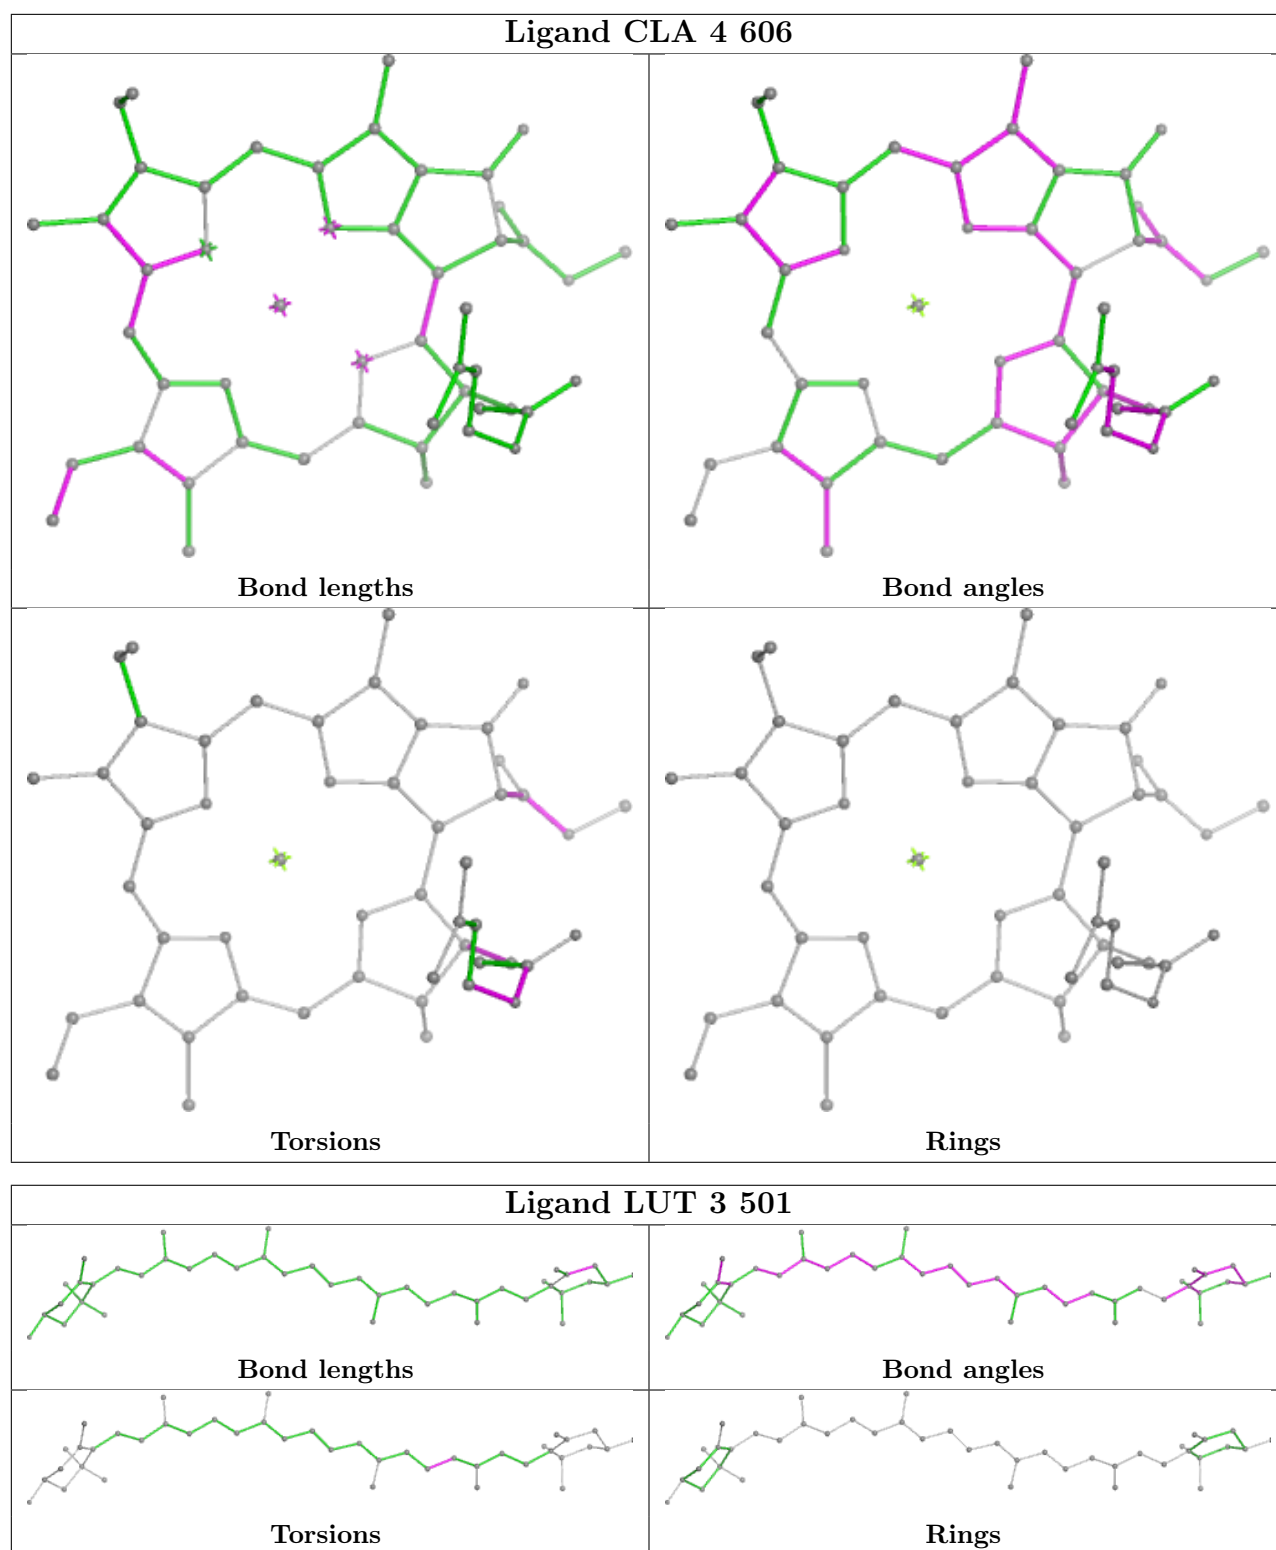 Ligand CLA 4 606
Bond lengths
Bond angles
Torsions
Rings
Ligand LUT 3 501
Bond lengths
Bond angles
Torsions
Rings